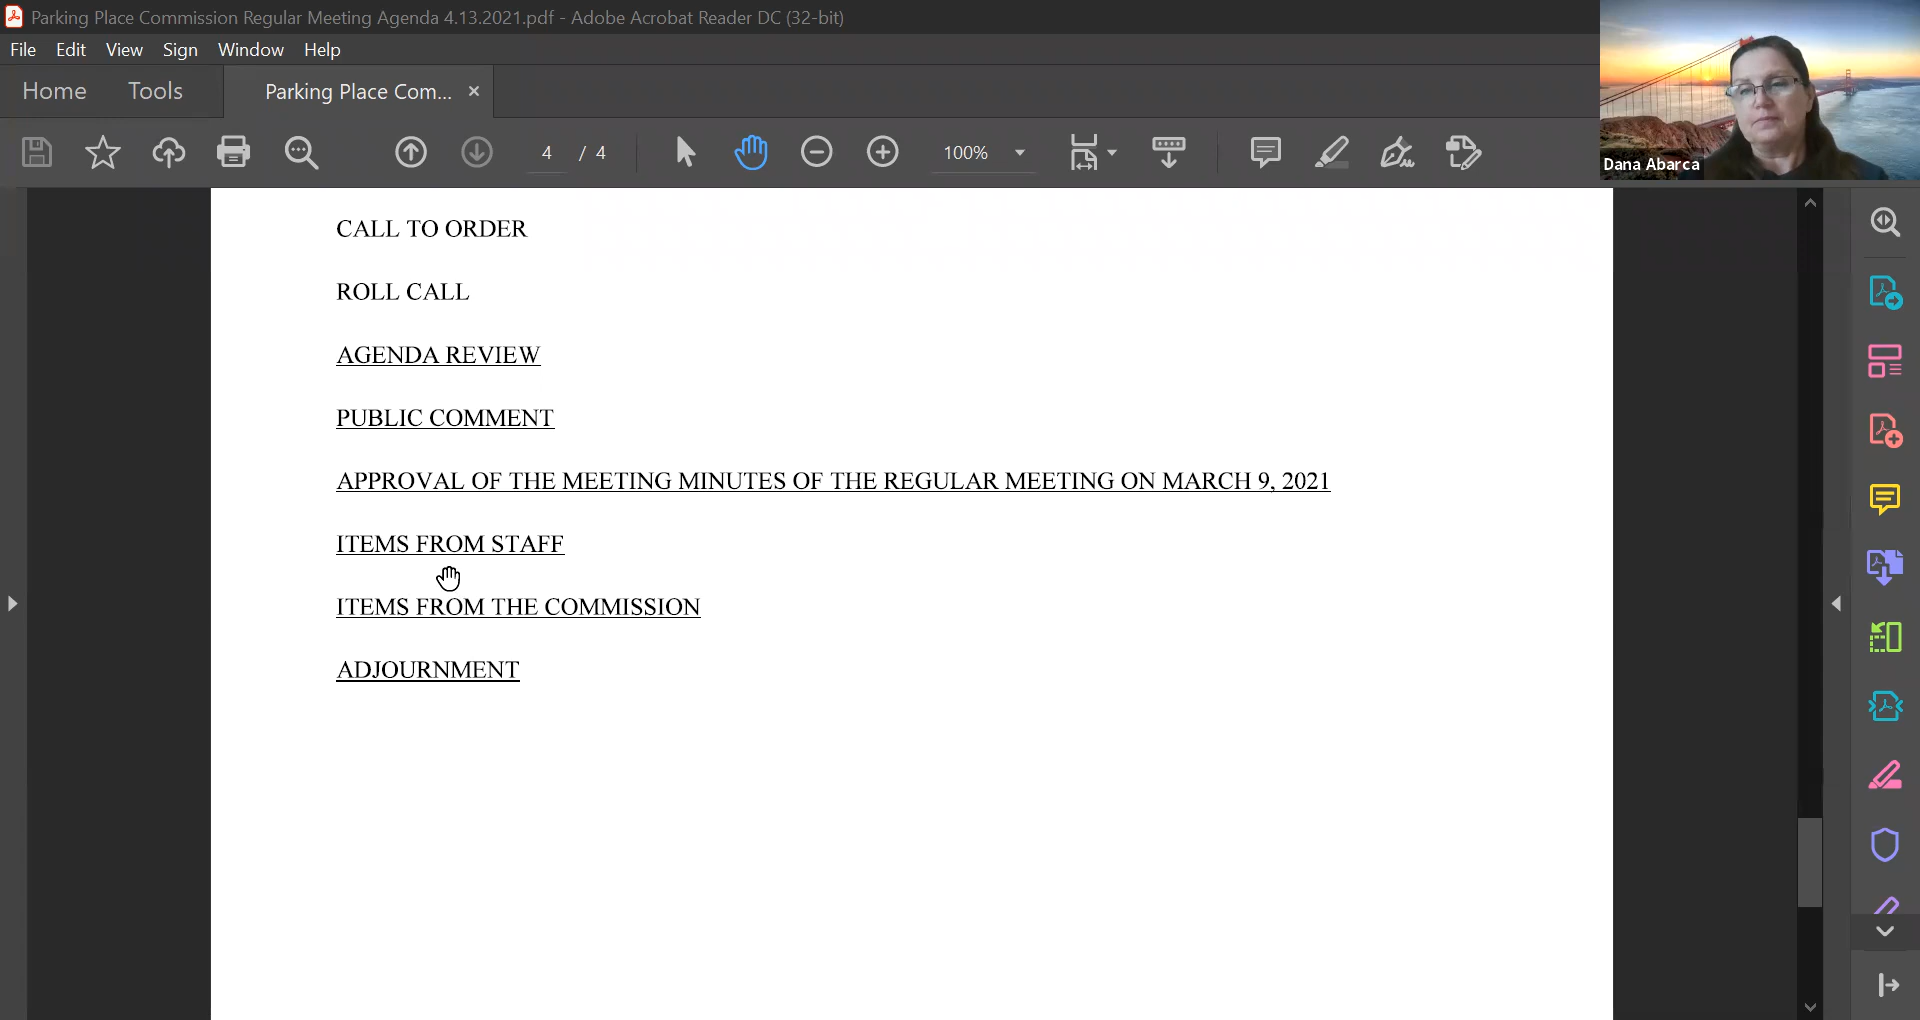 Parking Place Commission Regular Meeting Agenda 4.13.2021.pdf - Adobe Acrobat Reader DC (32-bit)
File Edit View Sign Window Help
Home Tools Parking Place Com... ×
4 / 4 100%
Dana Abarca
CALL TO ORDER
ROLL CALL
AGENDA REVIEW
PUBLIC COMMENT
APPROVAL OF THE MEETING MINUTES OF THE REGULAR MEETING ON MARCH 9, 2021
ITEMS FROM STAFF
ITEMS FROM THE COMMISSION
ADJOURNMENT